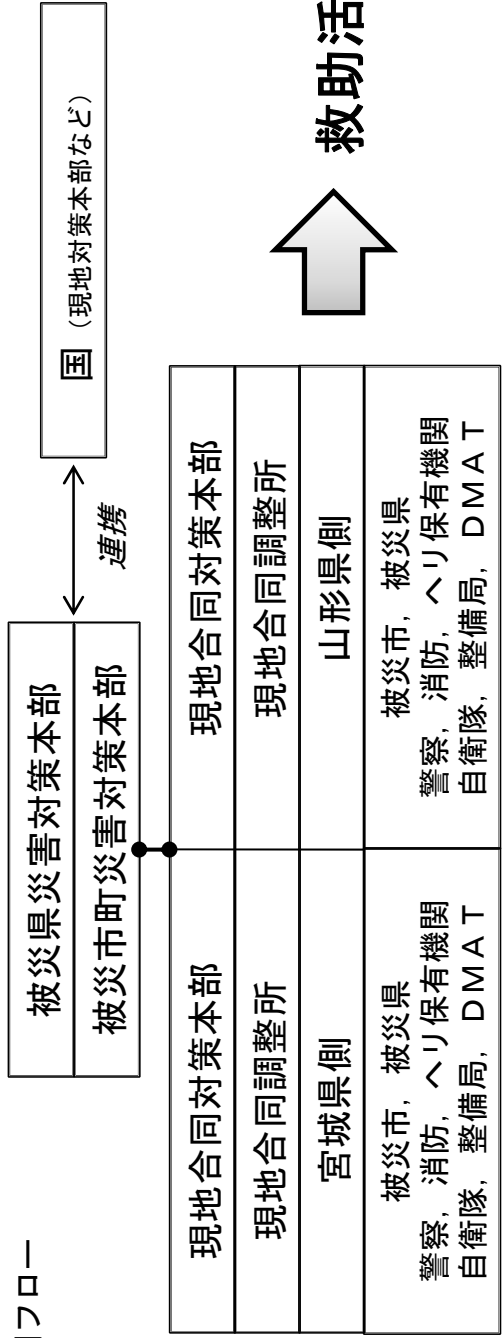 フロー
被災県災害対策本部
被災市町災害対策本部
連携
国（現地対策本部など）
現地合同対策本部
現地合同調整所
宮城県側
被災市，被災県
警察，消防，ヘリ保有機関
自衛隊，整備局，DMAT
現地合同対策本部
現地合同調整所
山形県側
被災市，被災県
警察，消防，ヘリ保有機関
自衛隊，整備局，DMAT
救助活